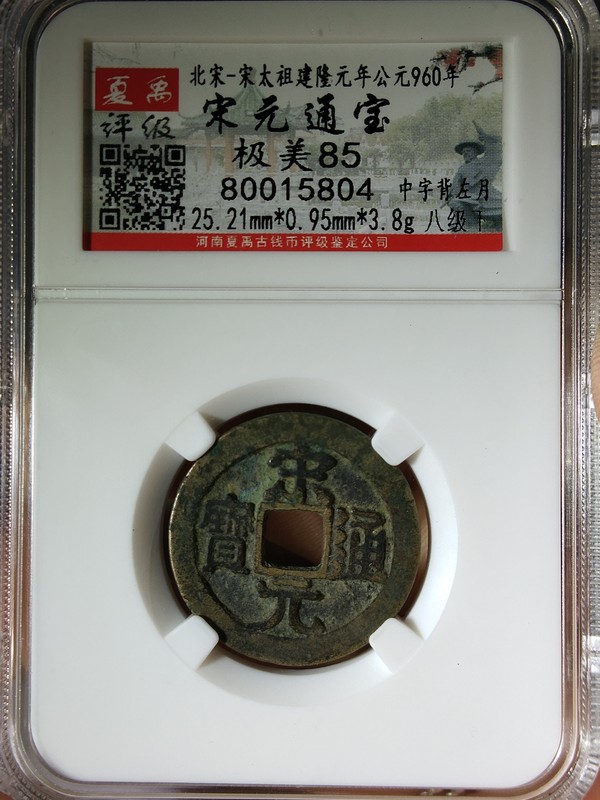 夏禹
评级
北宋-宋太祖建隆元年公元960年
宋元通宝
极美85
80015804 中字背左月
25.21mm*0.95mm*3.8g 八级下
河南夏禹古钱币评级鉴定公司
宋
寶 通
元